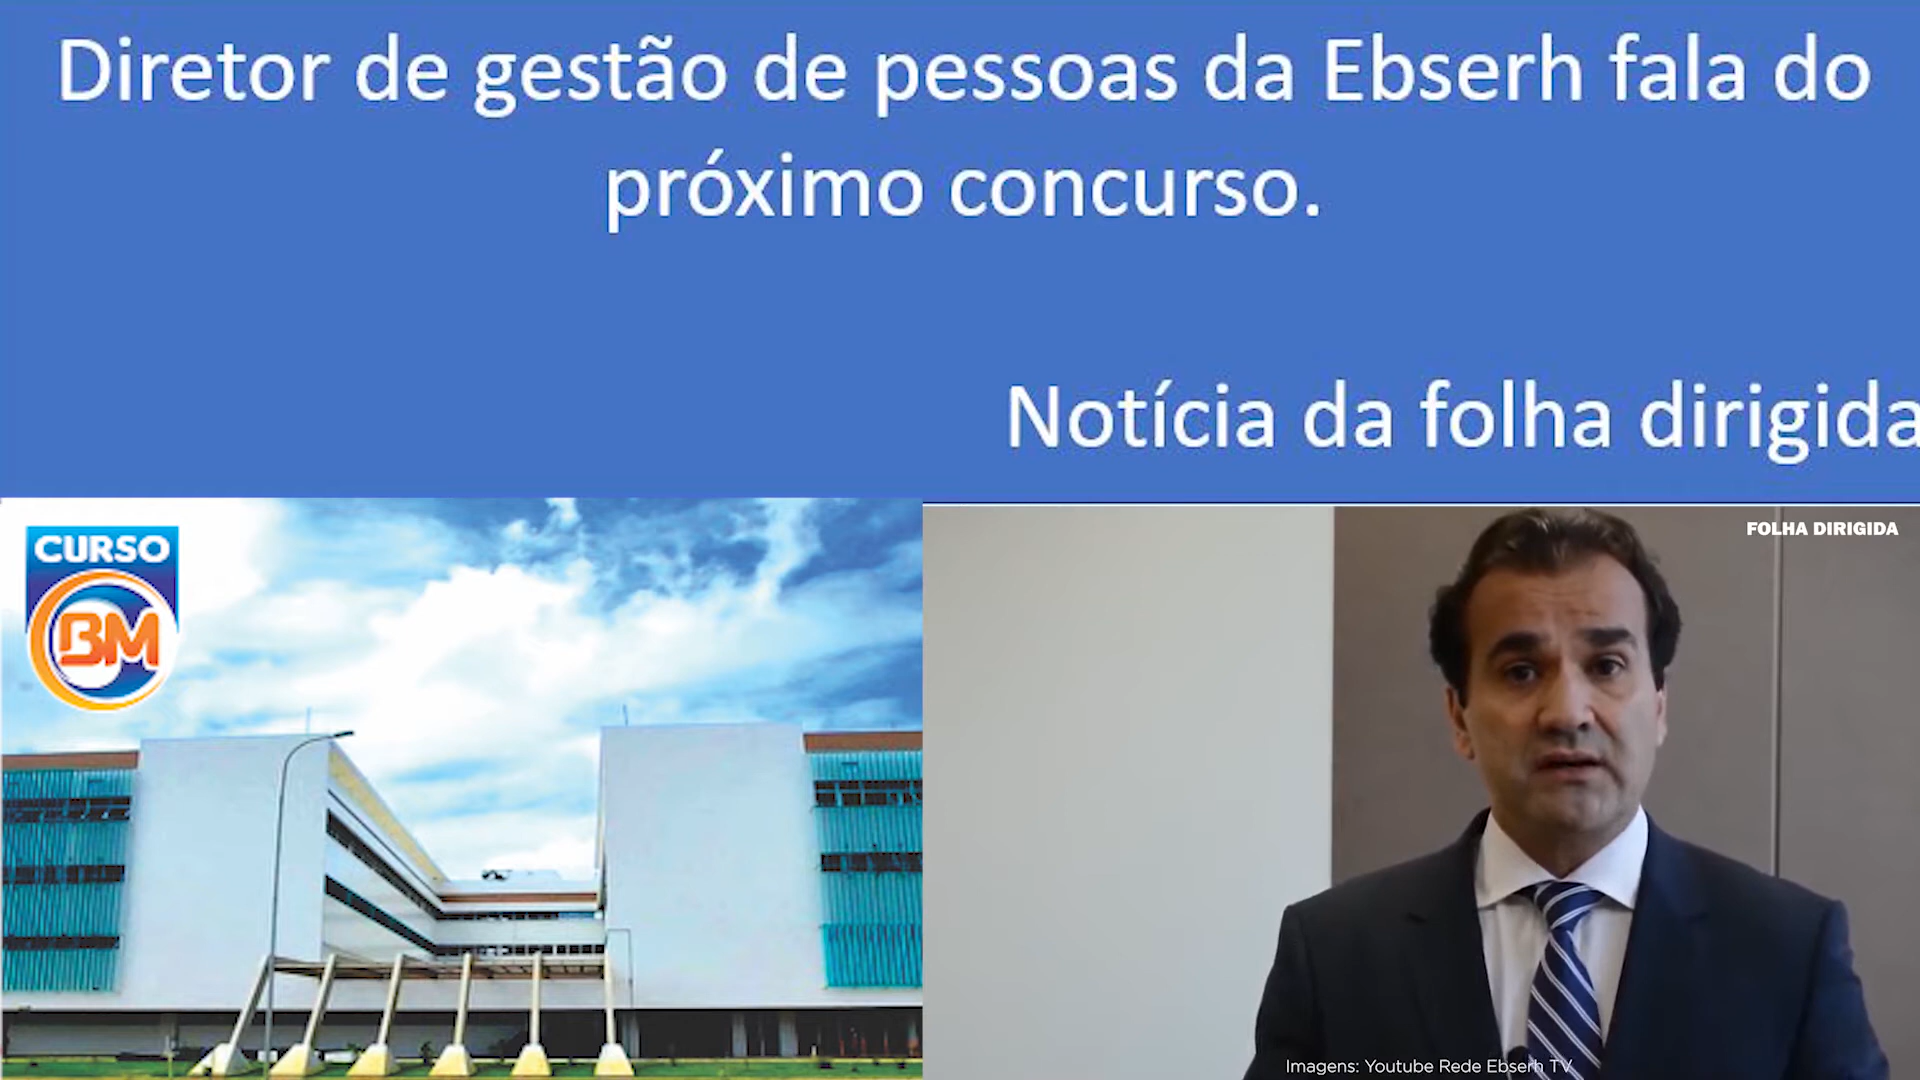 Diretor de gestão de pessoas da Ebserh fala do
próximo concurso.
Notícia da folha dirigida
CURSO
BM
FOLHA DIRIGIDA
Imagens: Youtube Rede Ebserh TV